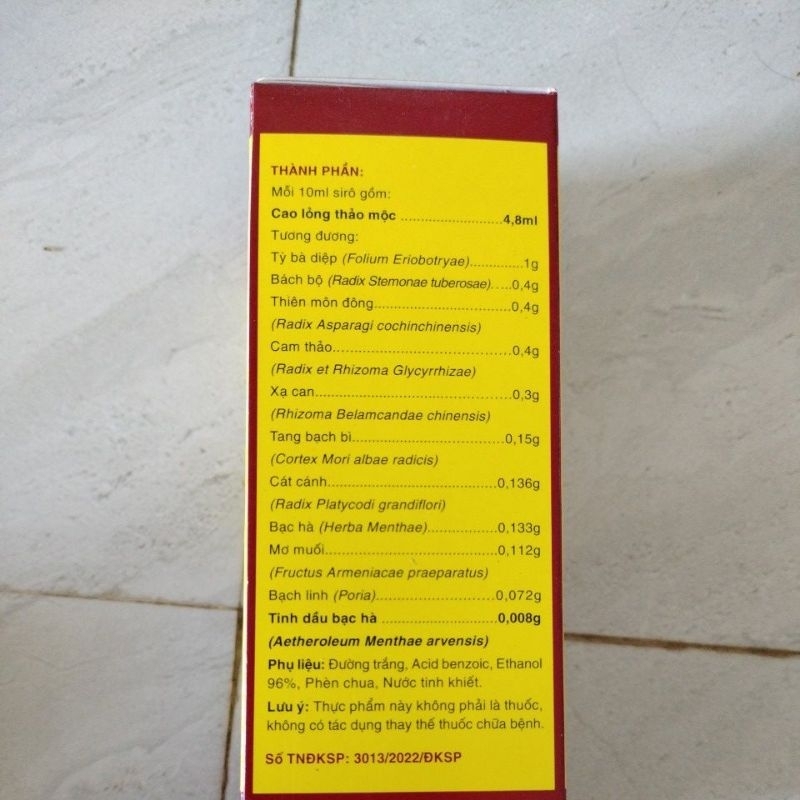 THÀNH PHẦN:
Mỗi 10ml sirô gồm:
Cao lỏng thảo mộc ........................4,8ml
Tương đương:
Tỳ bà diệp (Folium Eriobotryae)............1g
Bách bộ (Radix Stemonae tuberosae).....0,4g
Thiên môn đông...............................0,4g
(Radix Asparagi cochinchinensis)
Cam thảo........................................0,4g
(Radix et Rhizoma Glycyrrhizae)
Xạ can...........................................0,3g
(Rhizoma Belamcandae chinensis)
Tang bạch bì..................................0,15g
(Cortex Mori albae radicis)
Cát cánh......................................0,136g
(Radix Platycodi grandiflori)
Bạc hà (Herba Menthae)................0,133g
Mơ muối......................................0,112g
(Fructus Armeniacae praeparatus)
Bạch linh (Poria)...........................0,072g
Tinh dầu bạc hà ..........................0,008g
(Aetheroleum Menthae arvensis)
Phụ liệu: Đường trắng, Acid benzoic, Ethanol
96%, Phèn chua, Nước tinh khiết.
Lưu ý: Thực phẩm này không phải là thuốc,
không có tác dụng thay thế thuốc chữa bệnh.
Số TNĐKSP: 3013/2022/ĐKSP